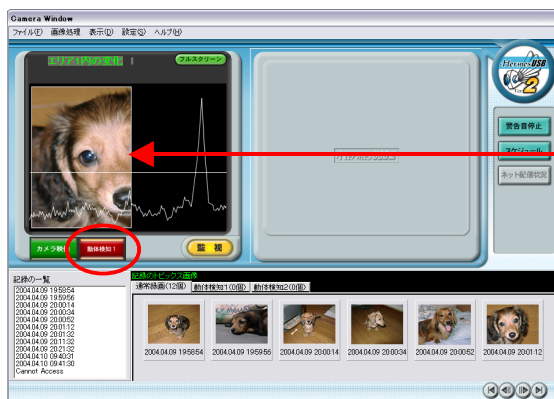 Camera Window
ファイル(F) 画像処理 表示(D) 設定(S) ヘルプ(H)
エリア1内の変化
フルスクリーン
HermesUSB
2
警告音停止
スケジュール
ネット配信状況
カメラ映像
動体検知1
監視
記録の一覧
2004.04.09 19:58:54
2004.04.09 19:59:56
2004.04.09 20:00:14
2004.04.09 20:00:34
2004.04.09 20:00:52
2004.04.09 20:01:12
2004.04.09 20:01:32
2004.04.09 20:11:32
2004.04.09 20:21:32
2004.04.10 09:40:31
2004.04.10 09:41:30
Cannot Access
記録のトピックス画像
通常録画(12個) 動体検知1(0個) 動体検知2(0個)
2004.04.09 19:58:54 2004.04.09 19:59:56 2004.04.09 20:00:14 2004.04.09 20:00:34 2004.04.09 20:00:52 2004.04.09 20:01:12